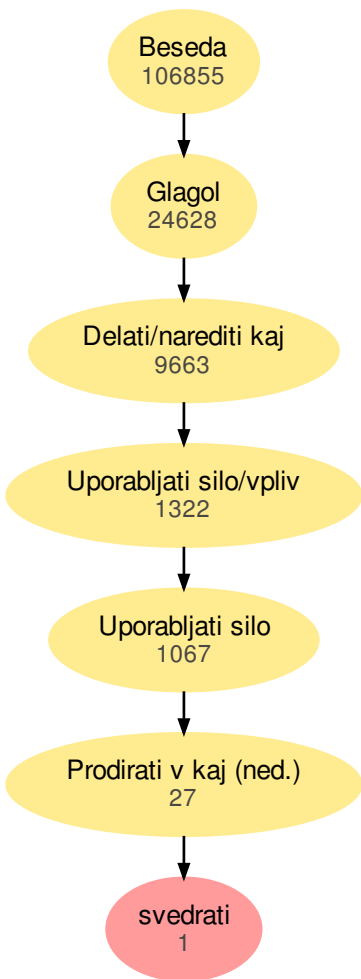 Beseda
106855
Glagol
24628
Delati/narediti kaj
9663
Uporabljati silo/vpliv
1322
Uporabljati silo
1067
Prodirati v kaj (ned.)
27
svedrati
1